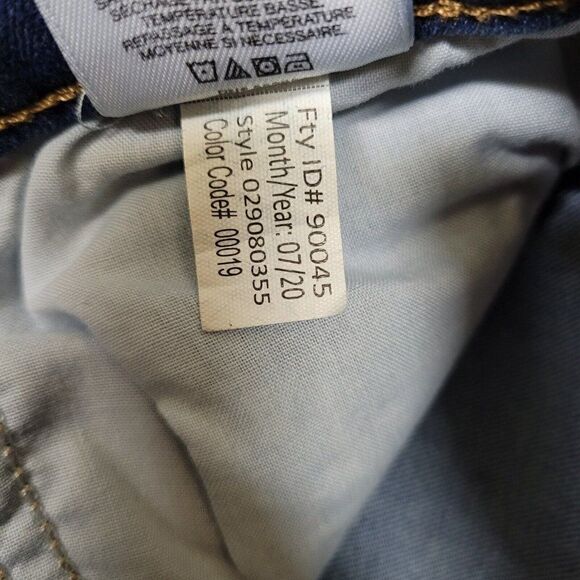 SÉCHAGE
TEMPÉRATURE BASSE
REPASSAGE À TEMPÉRATURE
MOYENNE SI NÉCESSAIRE.
Fty ID# 90045
Month/Year: 07/20
Style 029080355
Color Code# 00019